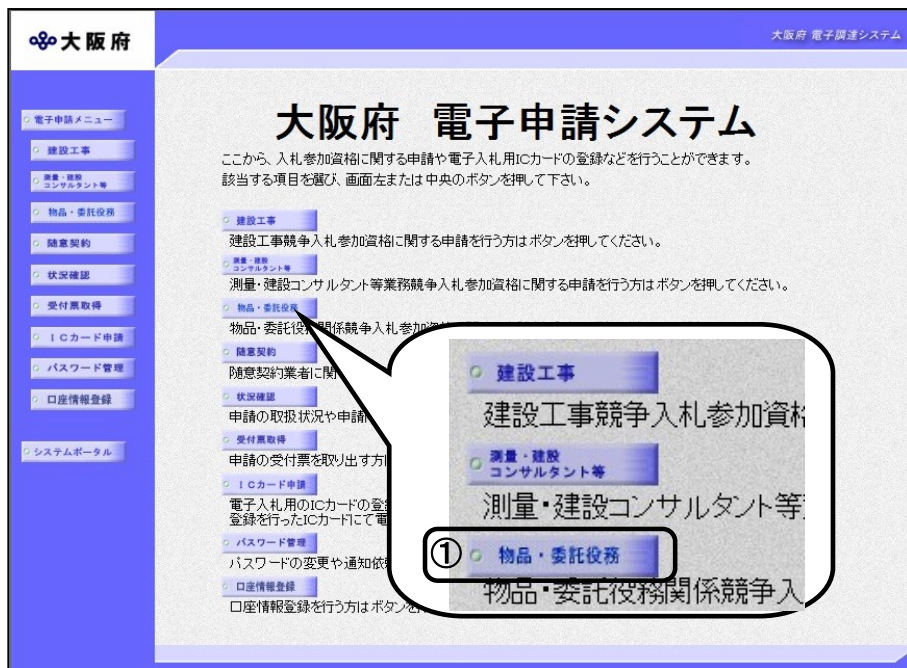 大阪府
大阪府 電子調達システム
電子申請メニュー
建設工事
測量・建設
コンサルタント等
物品・委託役務
随意契約
状況確認
受付票取得
ICカード申請
パスワード管理
口座情報登録
システムポータル
大阪府 電子申請システム
ここから、入札参加資格に関する申請や電子入札用ICカードの登録などを行うことができます。
該当する項目を選び、画面左または中央のボタンを押して下さい。
建設工事
建設工事競争入札参加資格に関する申請を行う方はボタンを押してください。
測量・建設
コンサルタント等
測量・建設コンサルタント等業務競争入札参加資格に関する申請を行う方はボタンを押してください。
物品・委託役務
物品・委託役務関係競争入札参加
随意契約
随意契約業者に関
状況確認
申請の取扱状況や申請
受付票取得
申請の受付票を取り出す方
ICカード申請
電子入札用のICカードの登
登録を行ったICカードにて電
パスワード管理
パスワードの変更や通知依
口座情報登録
口座情報登録を行う方はボタンを
建設工事
建設工事競争入札参加資格
測量・建設
コンサルタント等
測量・建設コンサルタント等
① 物品・委託役務
物品・委託役務関係競争入